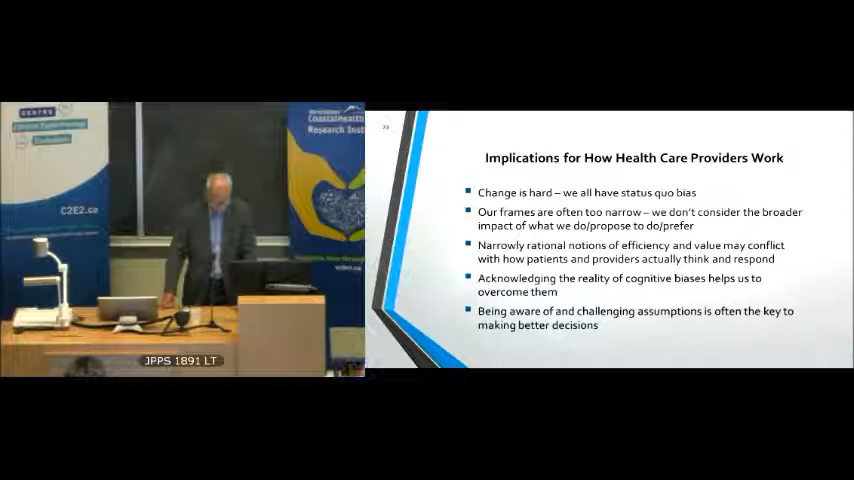 CENTRE
C2E2.ca
CoastalHealth
Research Insti
JPPS 1891 LT
23
Implications for How Health Care Providers Work
Change is hard – we all have status quo bias
Our frames are often too narrow – we don't consider the broader
impact of what we do/propose to do/prefer
Narrowly rational notions of efficiency and value may conflict
with how patients and providers actually think and respond
Acknowledging the reality of cognitive biases helps us to
overcome them
Being aware of and challenging assumptions is often the key to
making better decisions